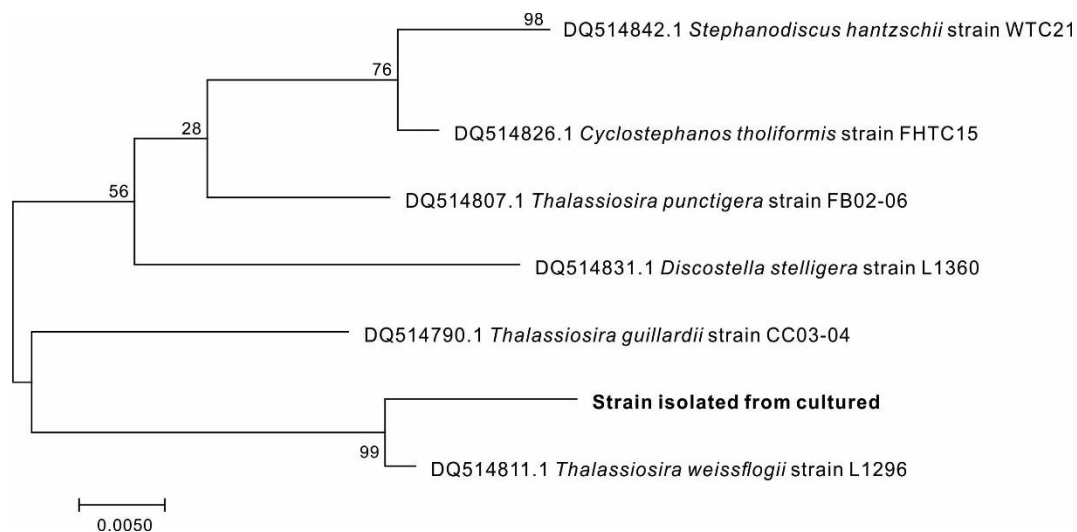 98
DQ514842.1 Stephanodiscus hantzschii strain WTC21
76
DQ514826.1 Cyclostephanos tholiformis strain FHTC15
28
DQ514807.1 Thalassiosira punctigera strain FB02-06
56
DQ514831.1 Discostella stelligera strain L1360
DQ514790.1 Thalassiosira guillardii strain CC03-04
Strain isolated from cultured
99
DQ514811.1 Thalassiosira weissflogii strain L1296
0.0050